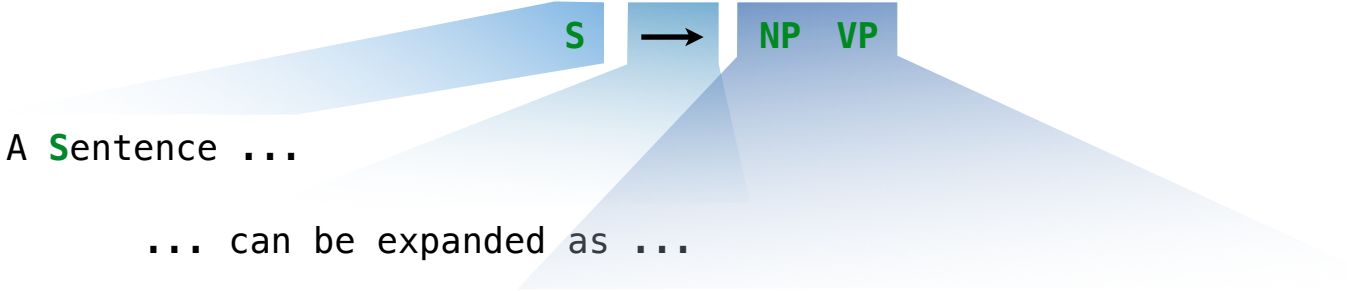 S → NP VP
A Sentence ...
... can be expanded as ...